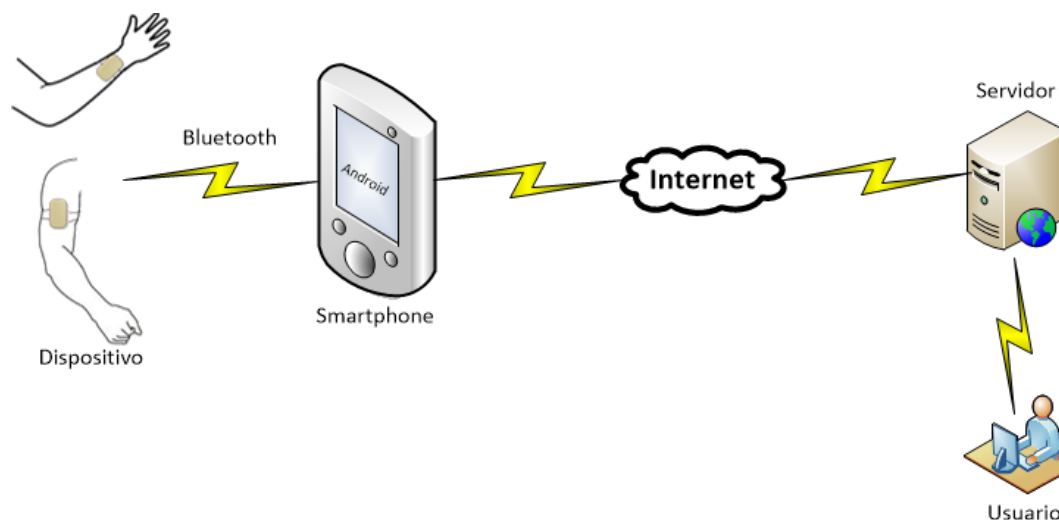 Servidor
Bluetooth
Android
Internet
Smartphone
Dispositivo
Usuario